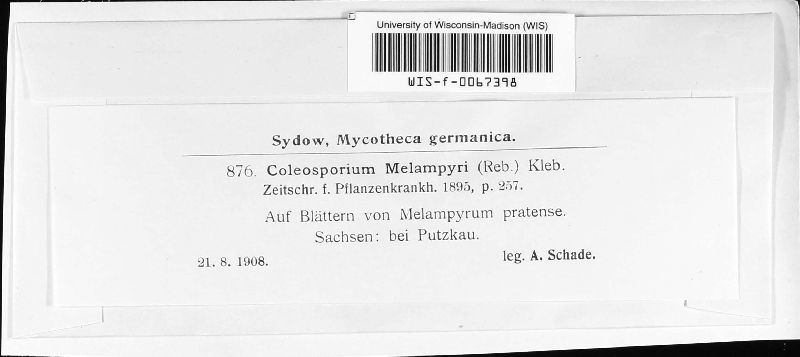 University of Wisconsin-Madison (WIS)
WIS-f-0067398
Sydow, Mycotheca germanica.
876. Coleosporium Melampyri (Reb.) Kleb.
Zeitschr. f. Pflanzenkrankh. 1895, p. 257.
Auf Blättern von Melampyrum pratense.
Sachsen: bei Putzkau.
21. 8. 1908. leg. A. Schade.